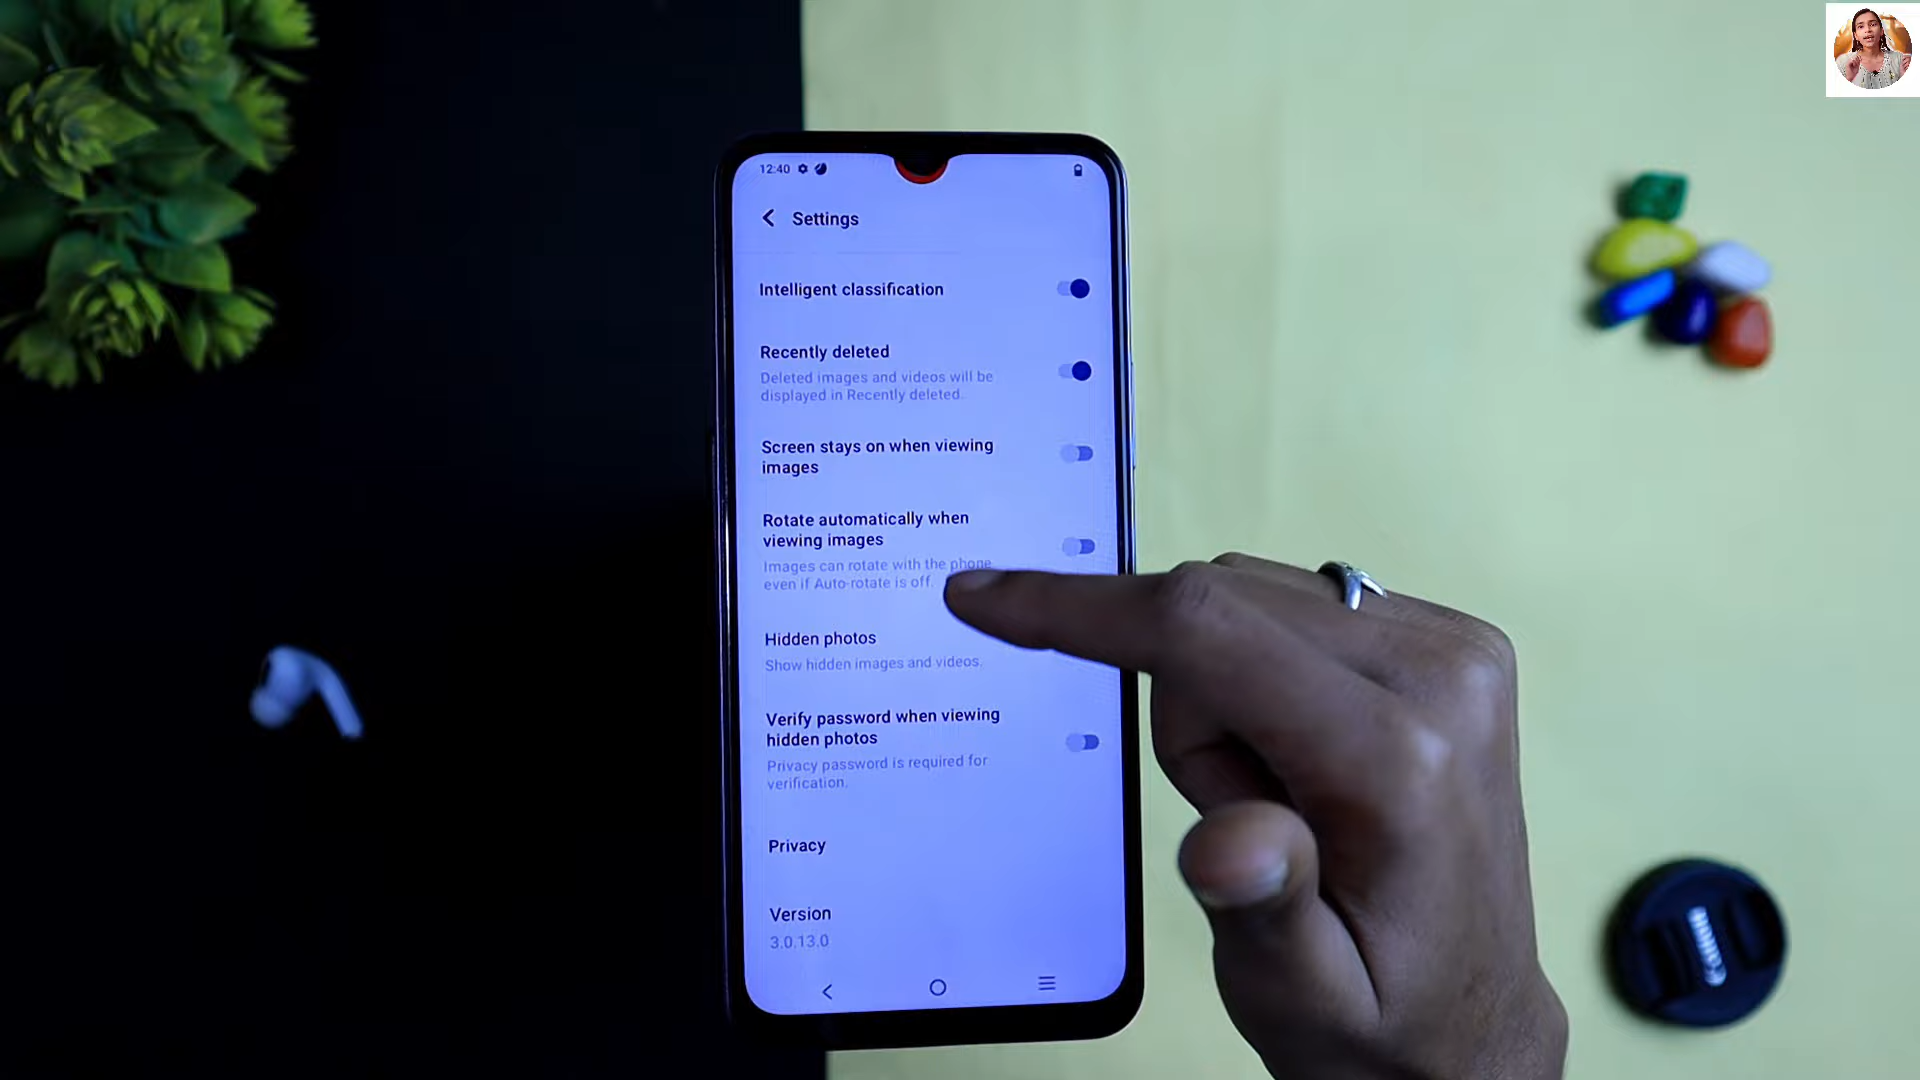 12:40
Settings
Intelligent classification
Recently deleted
Deleted images and videos will be
displayed in Recently deleted.
Screen stays on when viewing
images
Rotate automatically when
viewing images
Images can rotate with the phone
even if Auto-rotate is off.
Hidden photos
Show hidden images and videos.
Verify password when viewing
hidden photos
Privacy password is required for
verification.
Privacy
Version
3.0.13.0
Canon